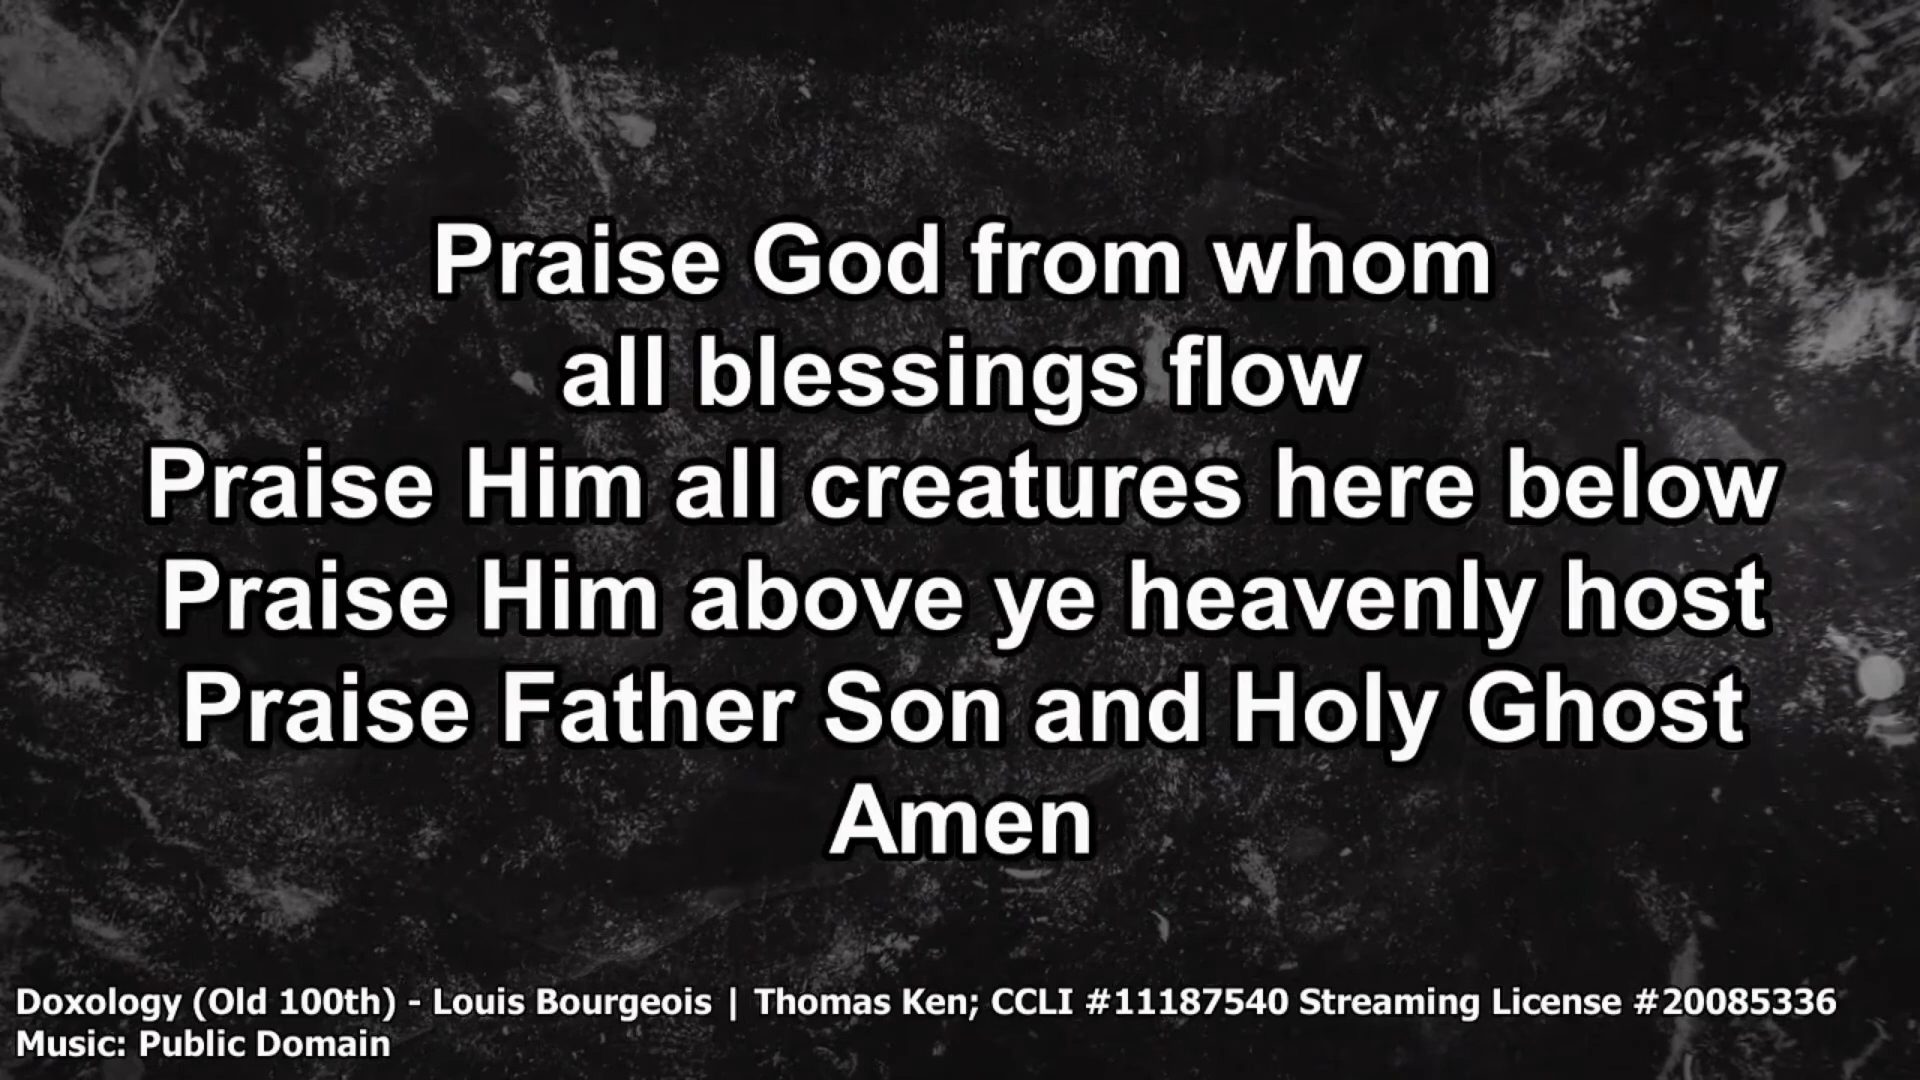 Praise God from whom
all blessings flow
Praise Him all creatures here below
Praise Him above ye heavenly host
Praise Father Son and Holy Ghost
Amen
Doxology (Old 100th) - Louis Bourgeois | Thomas Ken; CCLI #11187540 Streaming License #20085336
Music: Public Domain